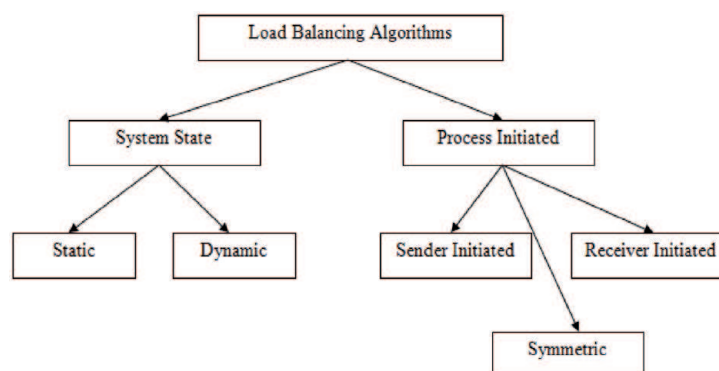 Load Balancing Algorithms
System State
Process Initiated
Static
Dynamic
Sender Initiated
Receiver Initiated
Symmetric